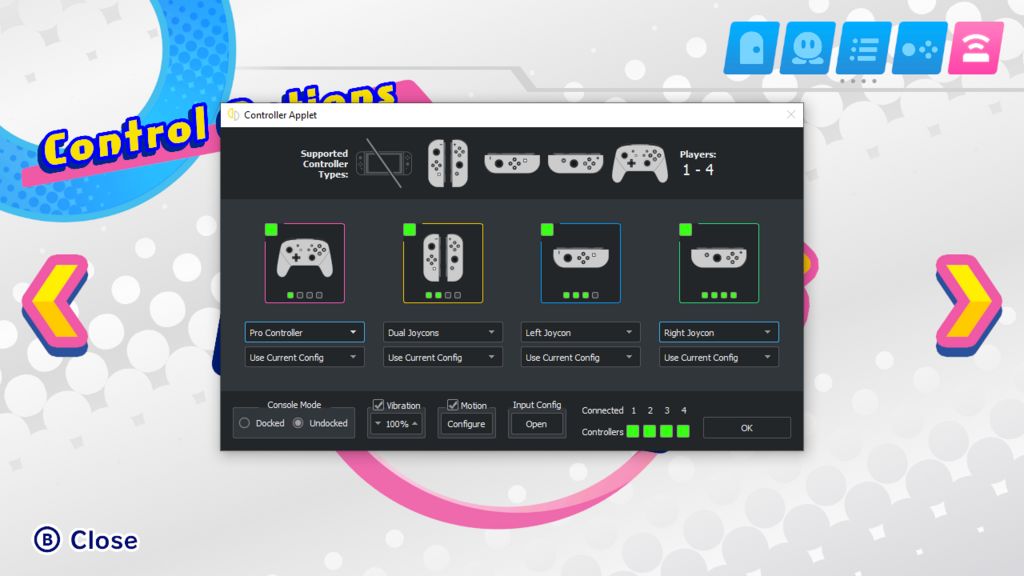 Control Options
Controller Applet
Supported
Controller
Types:
Players:
1 - 4
Pro Controller
Dual Joycons
Left Joycon
Right Joycon
Use Current Config
Use Current Config
Use Current Config
Use Current Config
Console Mode
Docked
Undocked
Vibration
100%
Motion
Configure
Input Config
Open
Connected 1 2 3 4
Controllers
OK
B Close